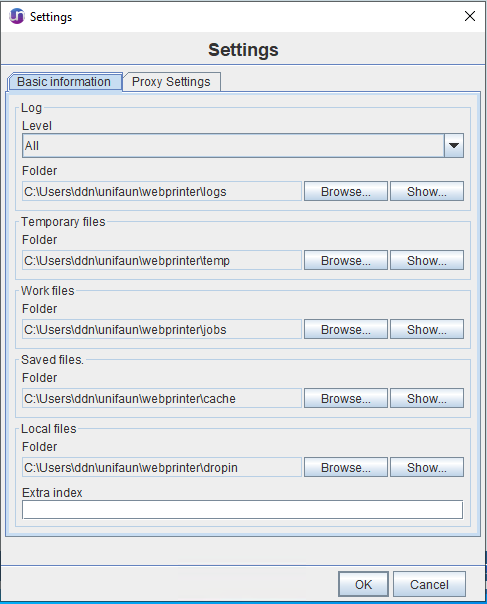 Settings
Settings
Basic information Proxy Settings
Log
Level
All
Folder
C:\Users\ddn\unifaun\webprinter\logs Browse... Show...
Temporary files
Folder
C:\Users\ddn\unifaun\webprinter\temp Browse... Show...
Work files
Folder
C:\Users\ddn\unifaun\webprinter\jobs Browse... Show...
Saved files.
Folder
C:\Users\ddn\unifaun\webprinter\cache Browse... Show...
Local files
Folder
C:\Users\ddn\unifaun\webprinter\dropin Browse... Show...
Extra index
OK Cancel